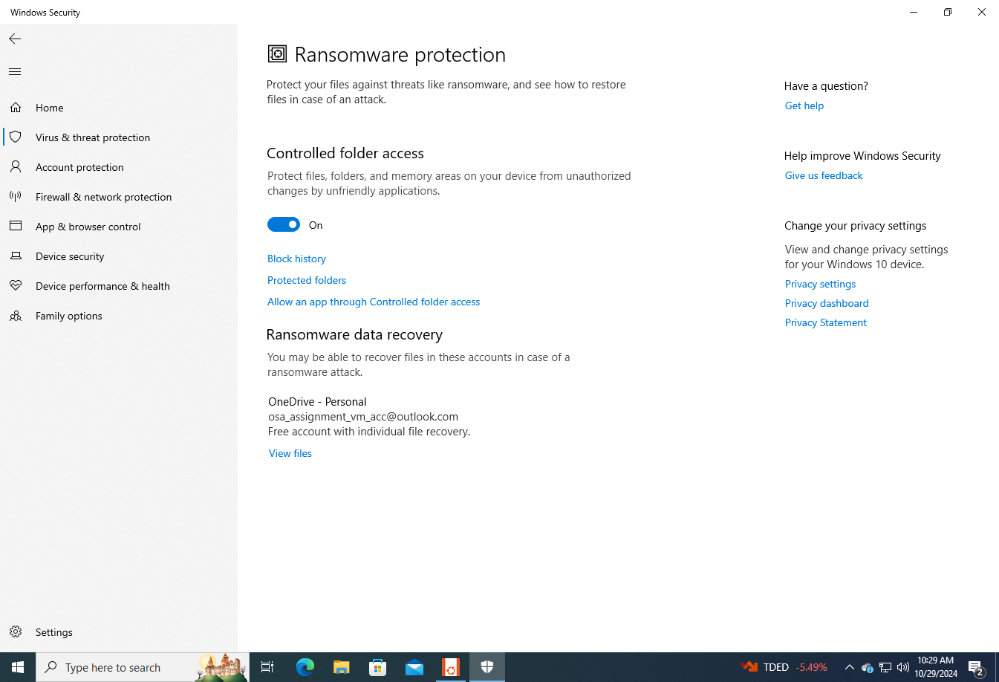 Windows Security
Home
Virus & threat protection
Account protection
Firewall & network protection
App & browser control
Device security
Device performance & health
Family options
Settings
Ransomware protection
Protect your files against threats like ransomware, and see how to restore
files in case of an attack.
Controlled folder access
Protect files, folders, and memory areas on your device from unauthorized
changes by unfriendly applications.
On
Block history
Protected folders
Allow an app through Controlled folder access
Ransomware data recovery
You may be able to recover files in these accounts in case of a
ransomware attack.
OneDrive - Personal
osa_assignment_vm_acc@outlook.com
Free account with individual file recovery.
View files
Have a question?
Get help
Help improve Windows Security
Give us feedback
Change your privacy settings
View and change privacy settings
for your Windows 10 device.
Privacy settings
Privacy dashboard
Privacy Statement
Type here to search
TDED -5.49%
10:29 AM
10/29/2024
2